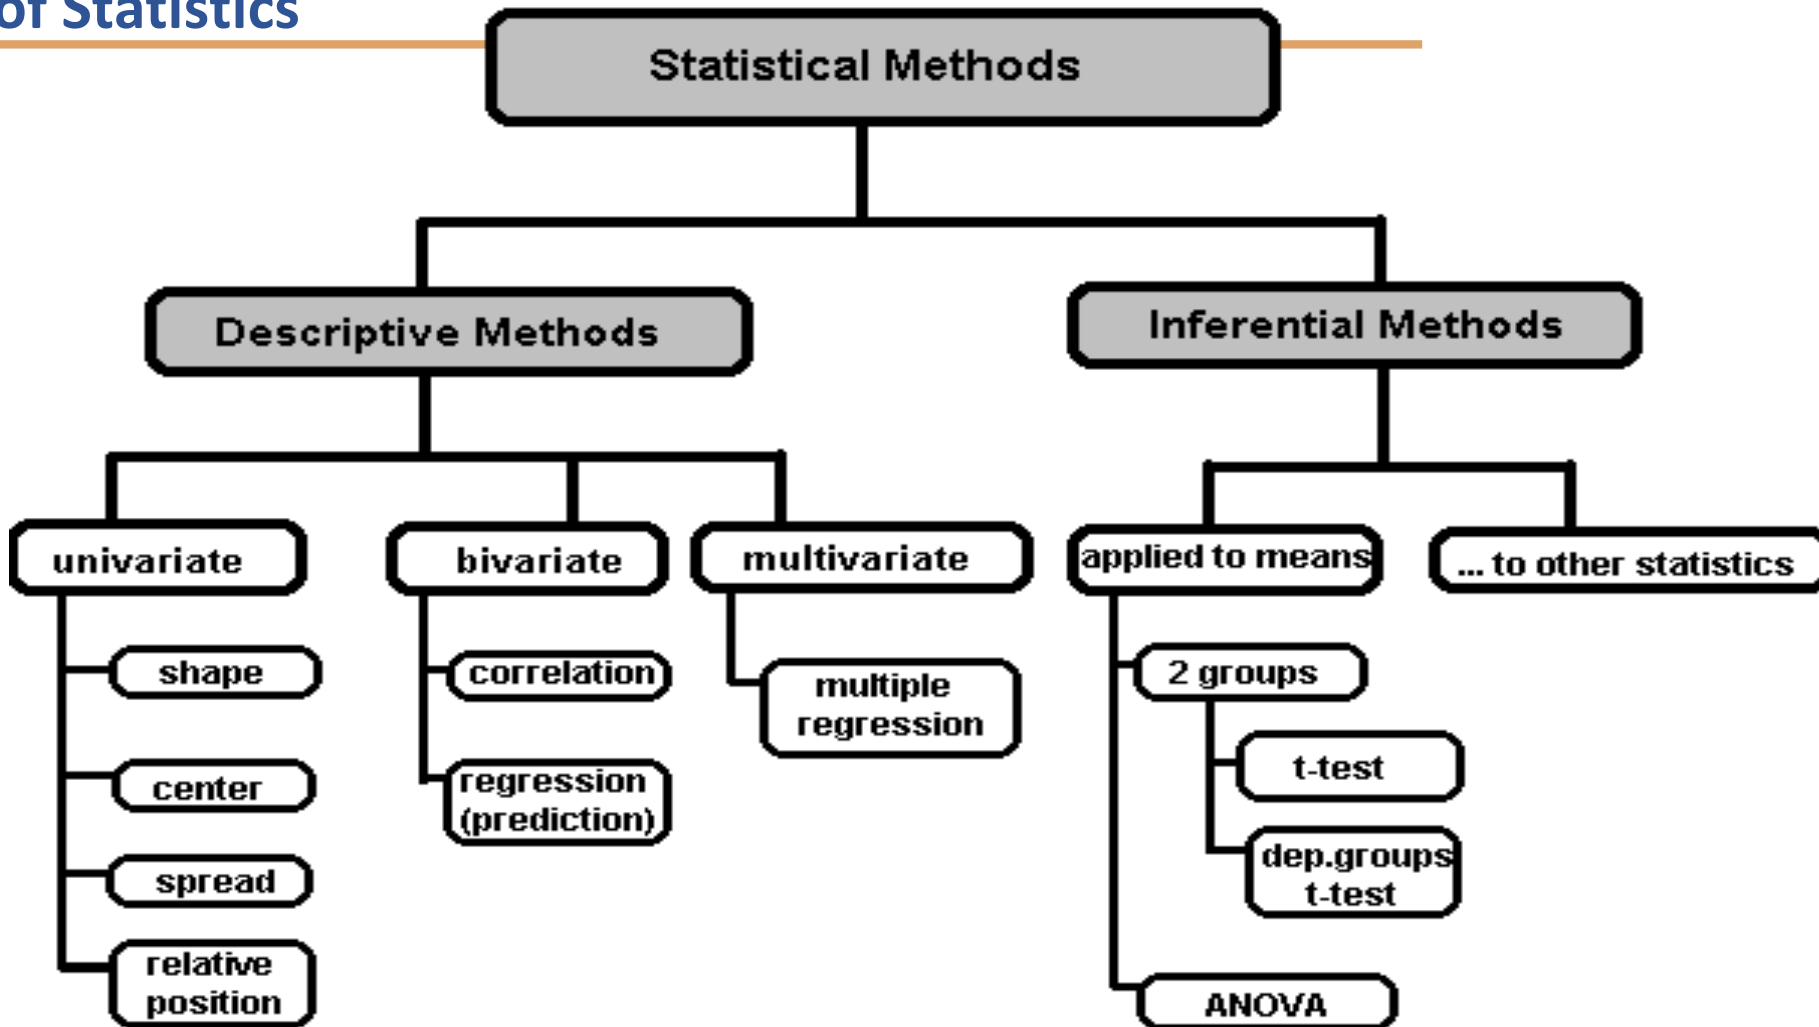 of Statistics
Statistical Methods
Descriptive Methods
Inferential Methods
univariate
bivariate
multivariate
applied to means
... to other statistics
shape
center
spread
relative
position
correlation
regression
(prediction)
multiple
regression
2 groups
t-test
dep.groups
t-test
ANOVA